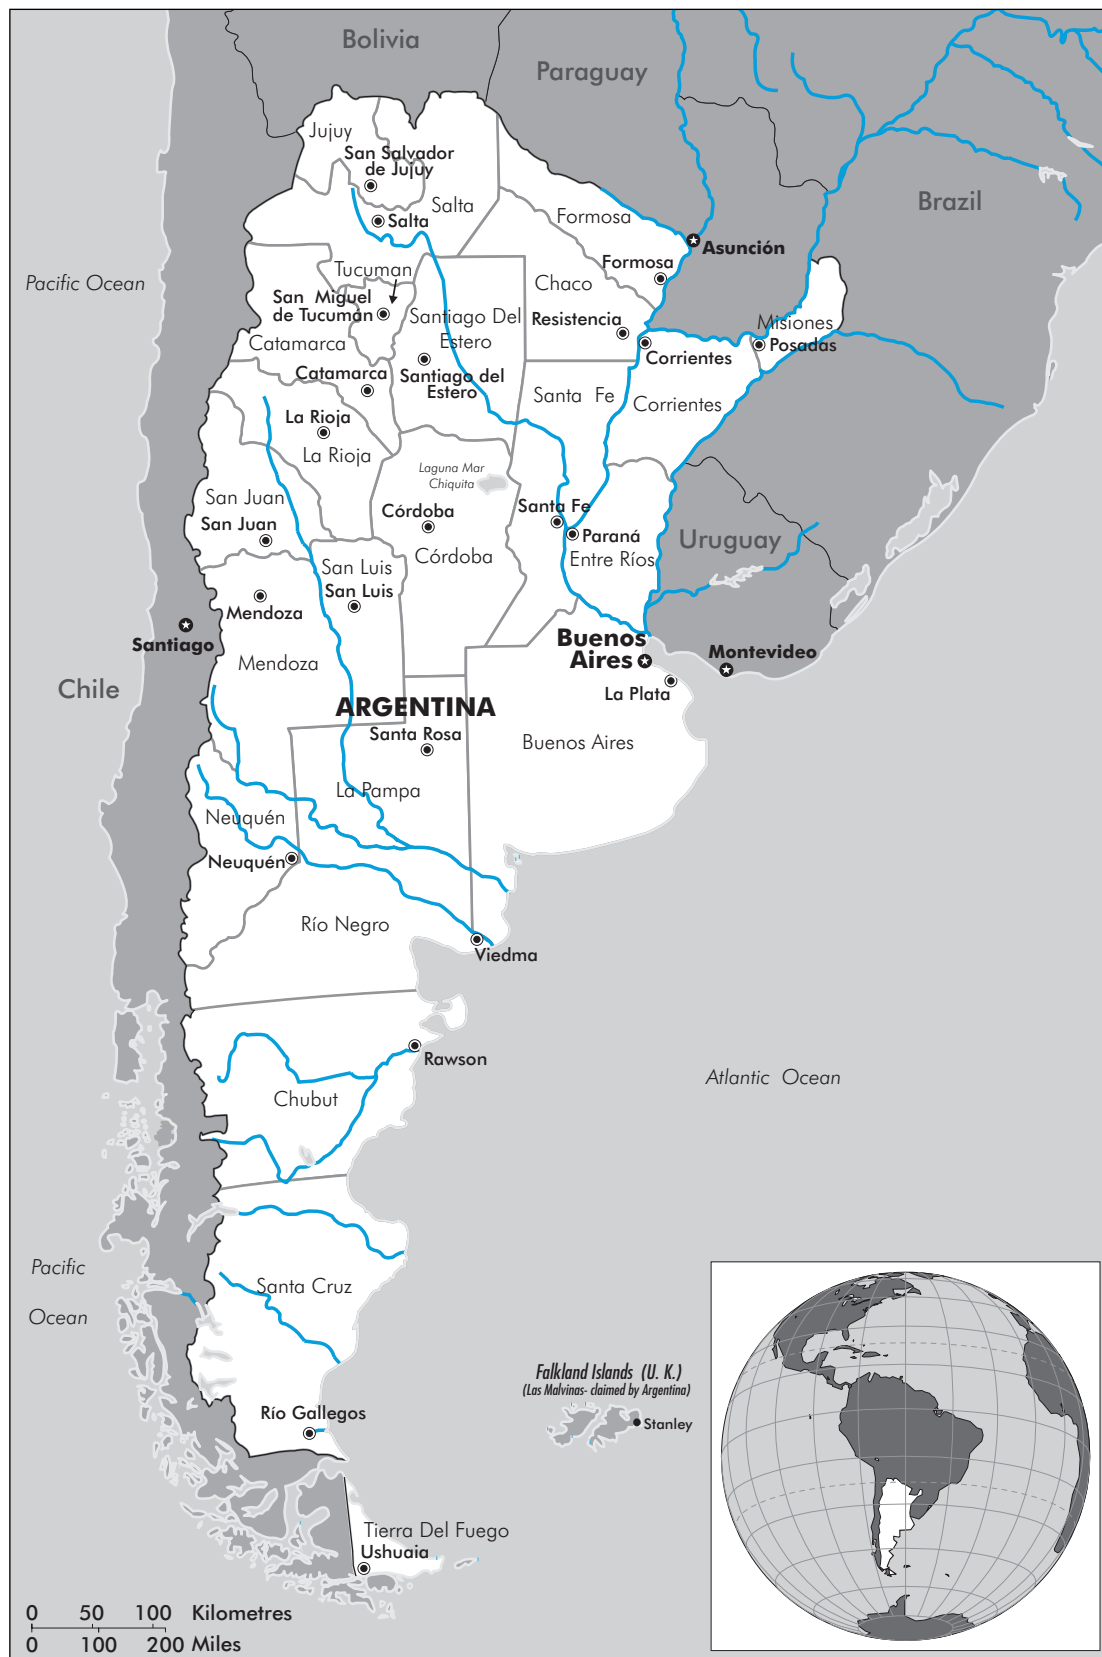 Bolivia
Paraguay
Jujuy
San Salvador
de Jujuy
Salta
Salta
Formosa
Brazil
Asunción
Formosa
Pacific Ocean
Tucuman
Chaco
San Miguel
de Tucumán
Santiago Del
Estero
Resistencia
Misiones
Posadas
Corrientes
Catamarca
Catamarca
Santiago del
Estero
Santa Fe
Corrientes
La Rioja
La Rioja
Laguna Mar
Chiquita
San Juan
San Juan
Córdoba
Córdoba
Santa Fe
Paraná
Entre Ríos
Uruguay
San Luis
San Luis
Mendoza
Santiago
Mendoza
Buenos
Aires
Montevideo
La Plata
Chile
ARGENTINA
Santa Rosa
Buenos Aires
La Pampa
Neuquén
Neuquén
Río Negro
Viedma
Rawson
Chubut
Atlantic Ocean
Pacific
Ocean
Santa Cruz
Falkland Islands (U. K.)
(Las Malvinas- claimed by Argentina)
Stanley
Río Gallegos
Tierra Del Fuego
Ushuaia
0 50 100 Kilometres
0 100 200 Miles